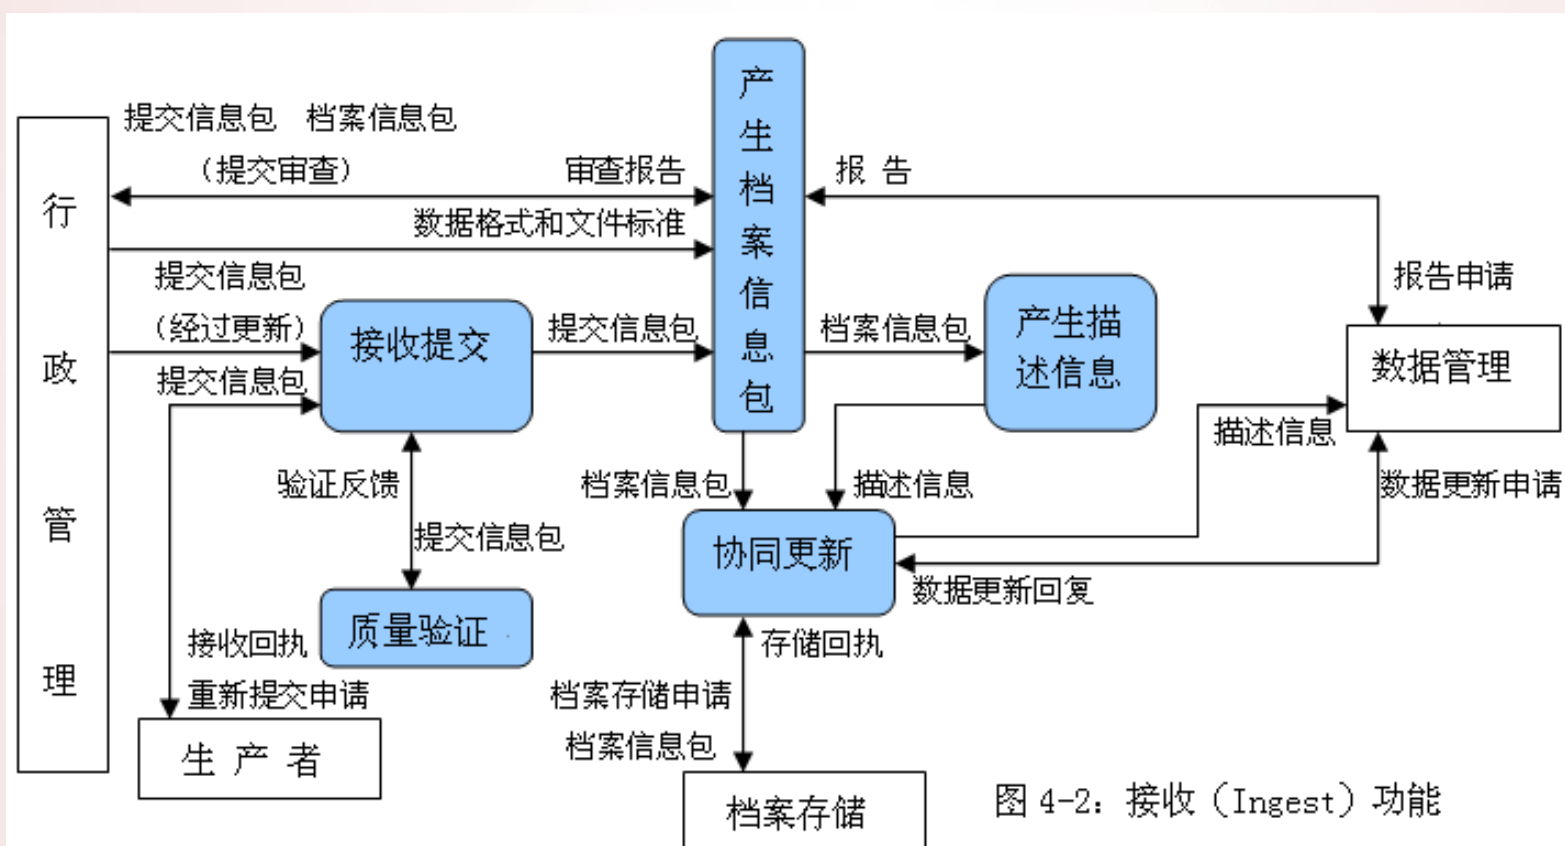 产生档案信息包
提交信息包 档案信息包
（提交审查） 审查报告
报 告
数据格式和文件标准
行政管理
提交信息包
（经过更新）
接收提交
提交信息包
提交信息包
档案信息包
产生描
述信息
报告申请
数据管理
描述信息
验证反馈
提交信息包
档案信息包
描述信息
数据更新申请
协同更新
数据更新回复
质量验证
接收回执
重新提交申请
存储回执
档案存储申请
档案信息包
生 产 者
档案存储
图 4-2：接收（Ingest）功能